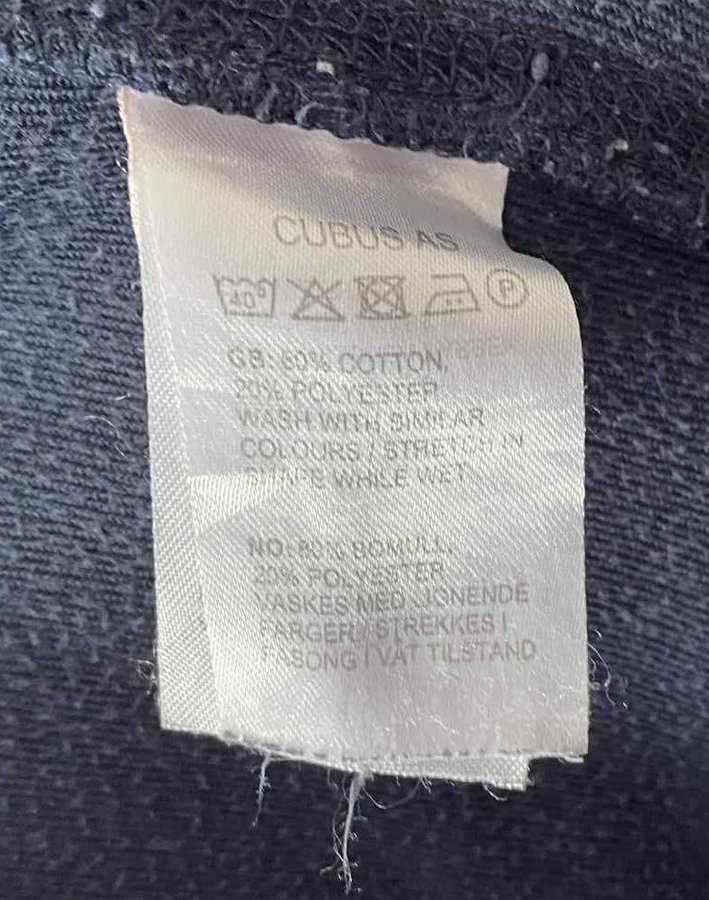 CUBUS AS
40° P
GB: 80% COTTON,
20% POLYESTER
WASH WITH SIMILAR
COLOURS / STRETCH IN
SHAPE WHILE WET
NO: 80% BOMULL,
20% POLYESTER
VASKES MED LIGNENDE
FARGER / STREKKES I
FASONG I VÅT TILSTAND